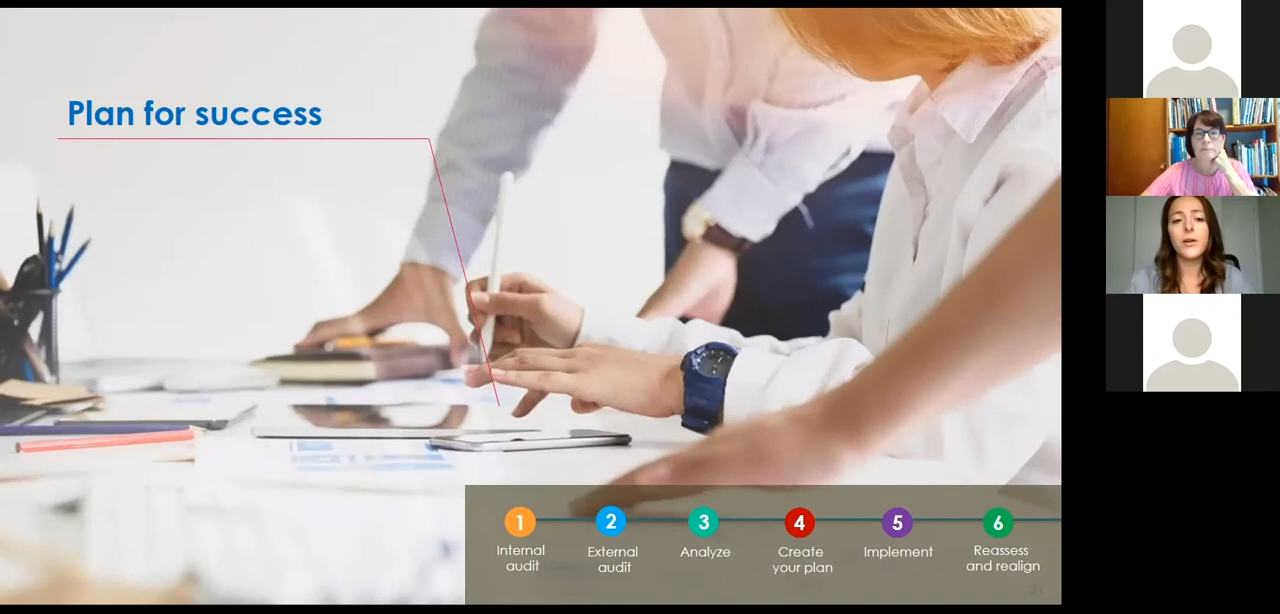 Plan for success
1
Internal
audit
2
External
audit
3
Analyze
4
Create
your plan
5
Implement
6
Reassess
and realign
21